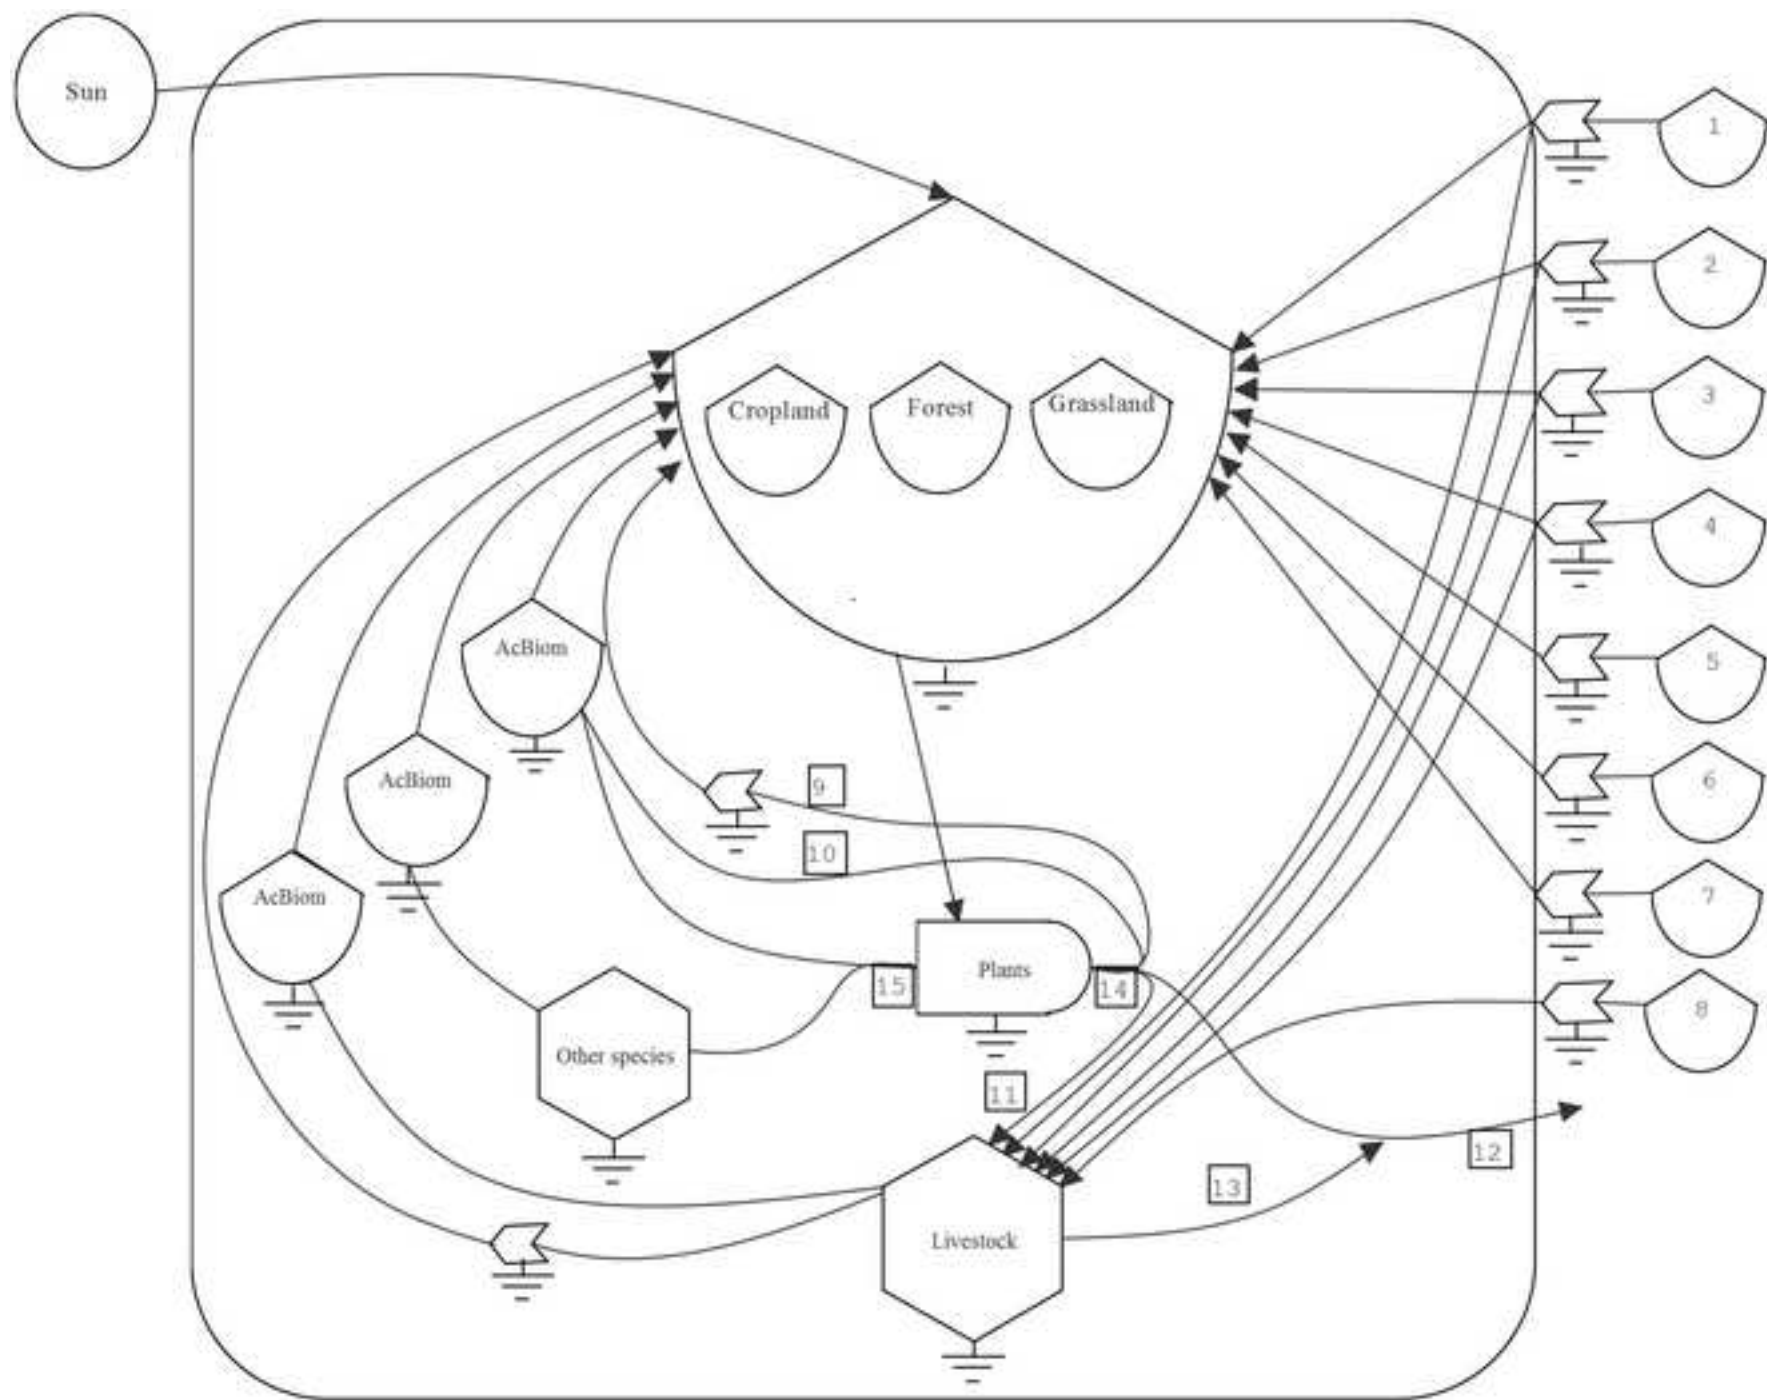 Sun
1
2
3
4
5
6
7
8
Cropland
Forest
Grassland
AcBiom
AcBiom
AcBiom
9
10
15
Plants
14
Other species
11
12
13
Livestock